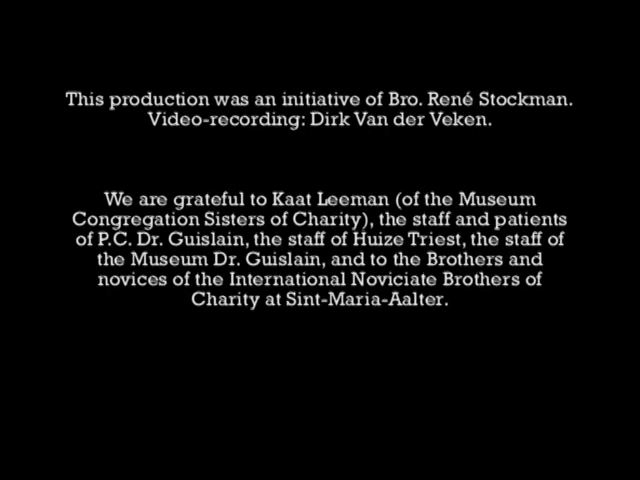 This production was an initiative of Bro. René Stockman.
Video-recording: Dirk Van der Veken.
We are grateful to Kaat Leeman (of the Museum
Congregation Sisters of Charity), the staff and patients
of P.C. Dr. Guislain, the staff of Huize Triest, the staff of
the Museum Dr. Guislain, and to the Brothers and
novices of the International Noviciate Brothers of
Charity at Sint-Maria-Aalter.